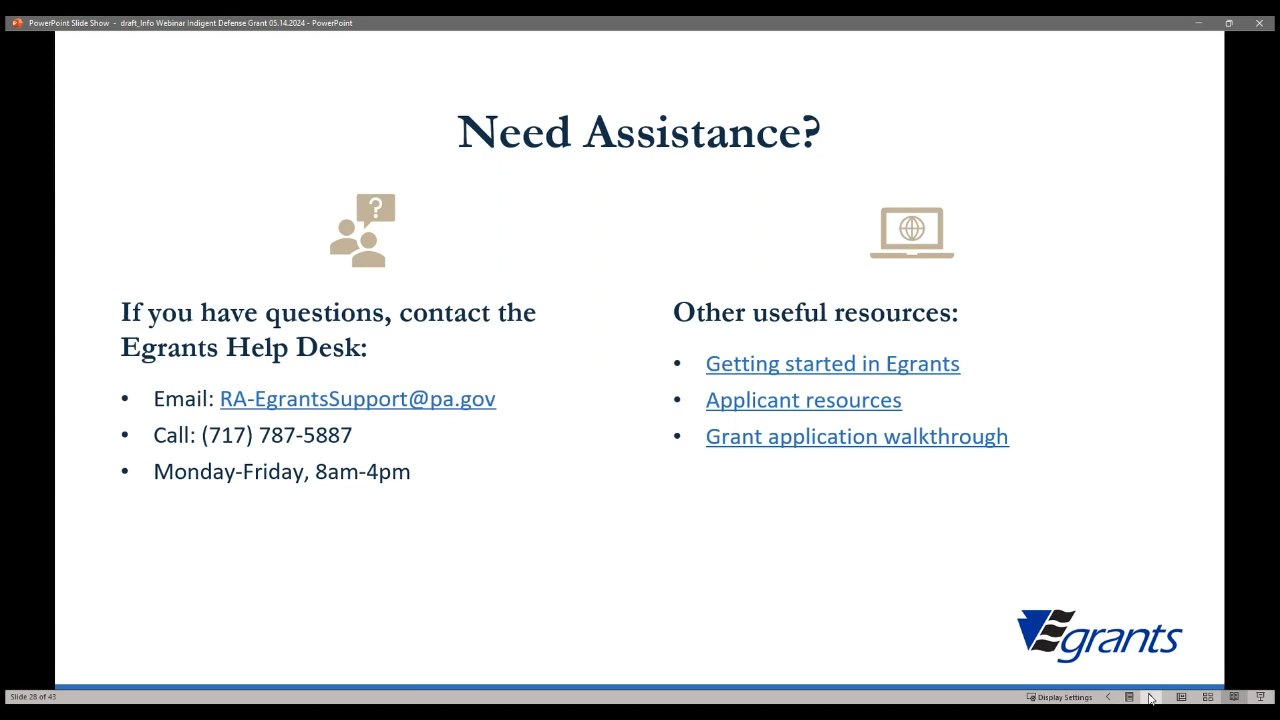 PowerPoint Slide Show - draft_Info Webinar Indigent Defense Grant 05.14.2024 - PowerPoint
Need Assistance?
?
If you have questions, contact the
Egrants Help Desk:
• Email: RA-EgrantsSupport@pa.gov
• Call: (717) 787-5887
• Monday-Friday, 8am-4pm
Other useful resources:
• Getting started in Egrants
• Applicant resources
• Grant application walkthrough
Egrants
Slide 28 of 43
Display Settings